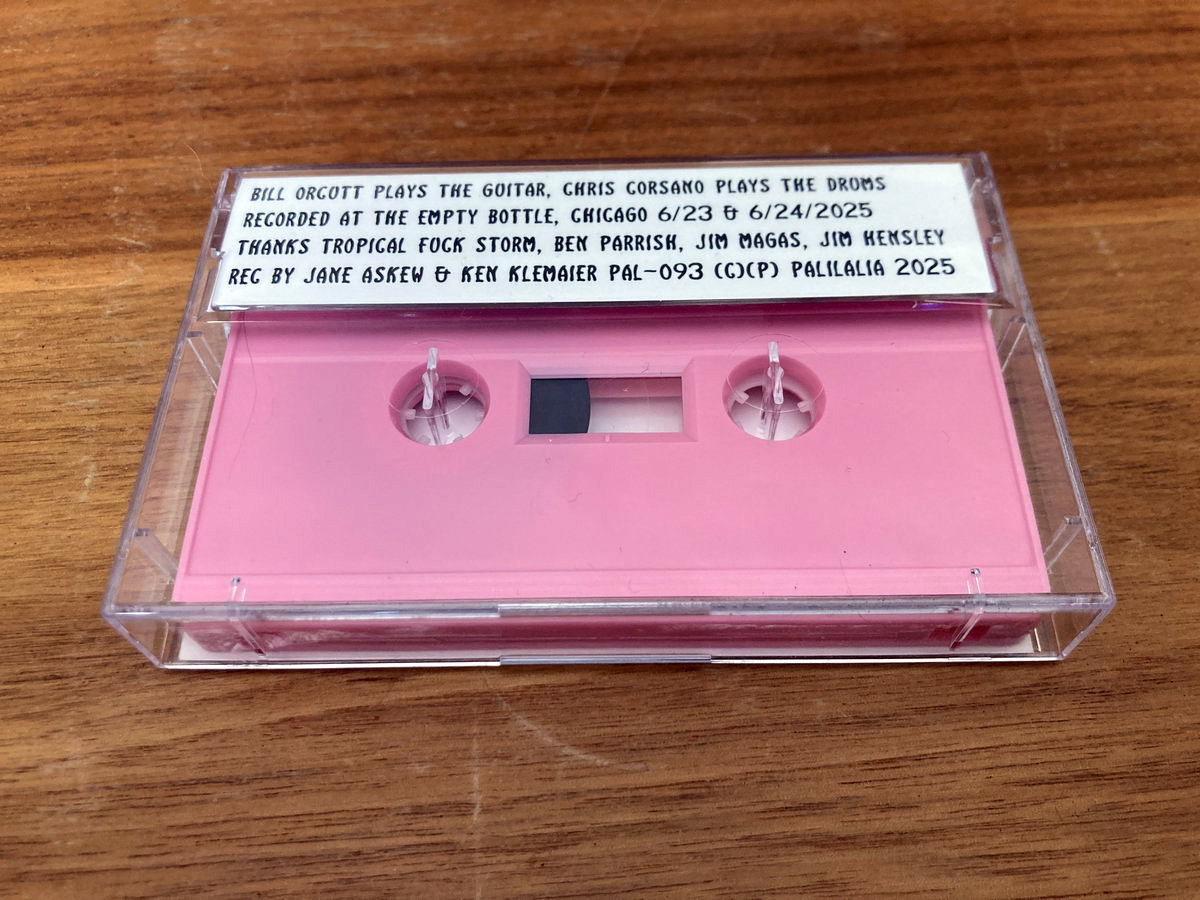 BILL ORCUTT PLAYS THE GUITAR, CHRIS CORSANO PLAYS THE DRUMS
RECORDED AT THE EMPTY BOTTLE, CHICAGO 6/23 & 6/24/2025
THANKS TROPICAL FUCK STORM, BEN PARRISH, JIM MAGAS, JIM HENSLEY
REC BY JANE ASKEW & KEN KLEMAIER PAL-093 (C)(P) PALILALIA 2025